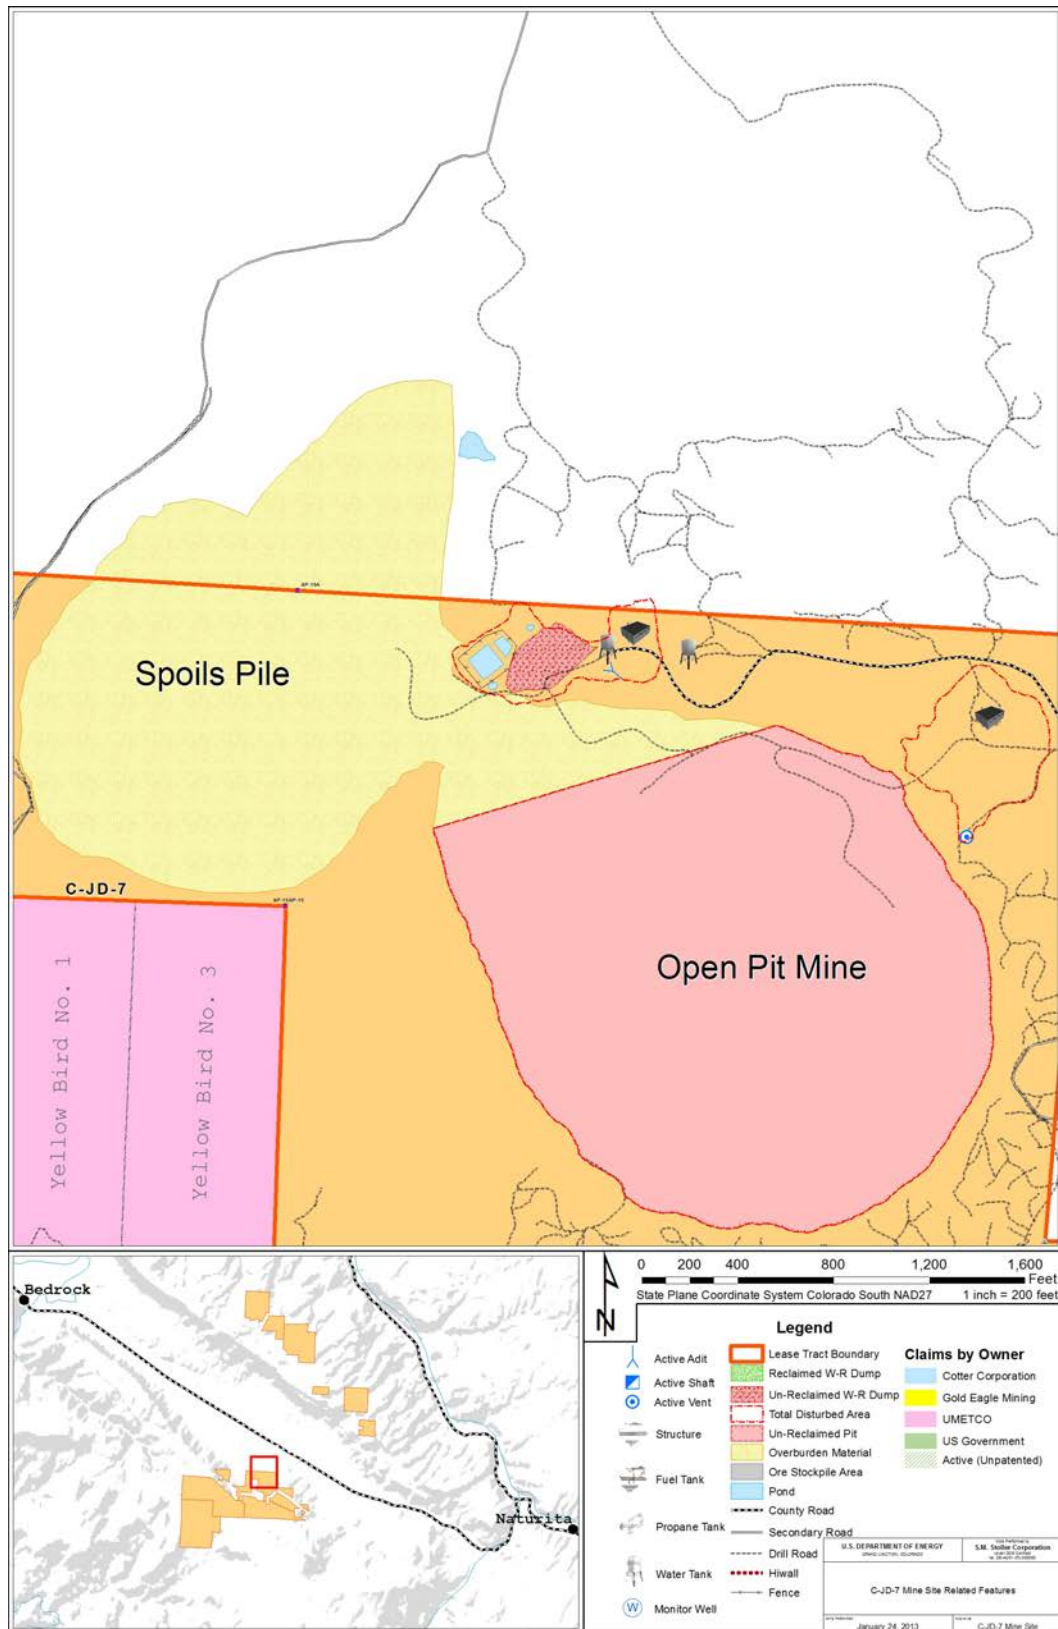 AP-15A
Spoils Pile
C-JD-7
Open Pit Mine
Yellow Bird No. 1
Yellow Bird No. 3
Bedrock
Naturita
N
0 200 400 800 1,200 1,600
Feet
State Plane Coordinate System Colorado South NAD27 1 inch = 200 feet
Legend
Active Adit
Active Shaft
Active Vent
Structure
Fuel Tank
Propane Tank
Water Tank
W Monitor Well
Lease Tract Boundary
Reclaimed W-R Dump
Un-Reclaimed W-R Dump
Total Disturbed Area
Un-Reclaimed Pit
Overburden Material
Ore Stockpile Area
Pond
County Road
Secondary Road
Drill Road
Hiwall
Fence
Claims by Owner
Cotter Corporation
Gold Eagle Mining
UMETCO
US Government
Active (Unpatented)
U.S. DEPARTMENT OF ENERGY
GRAND JUNCTION, COLORADO
S.M. Stoller Corporation
C-JD-7 Mine Site Related Features
January 24, 2013
C-JD-7 Mine Site